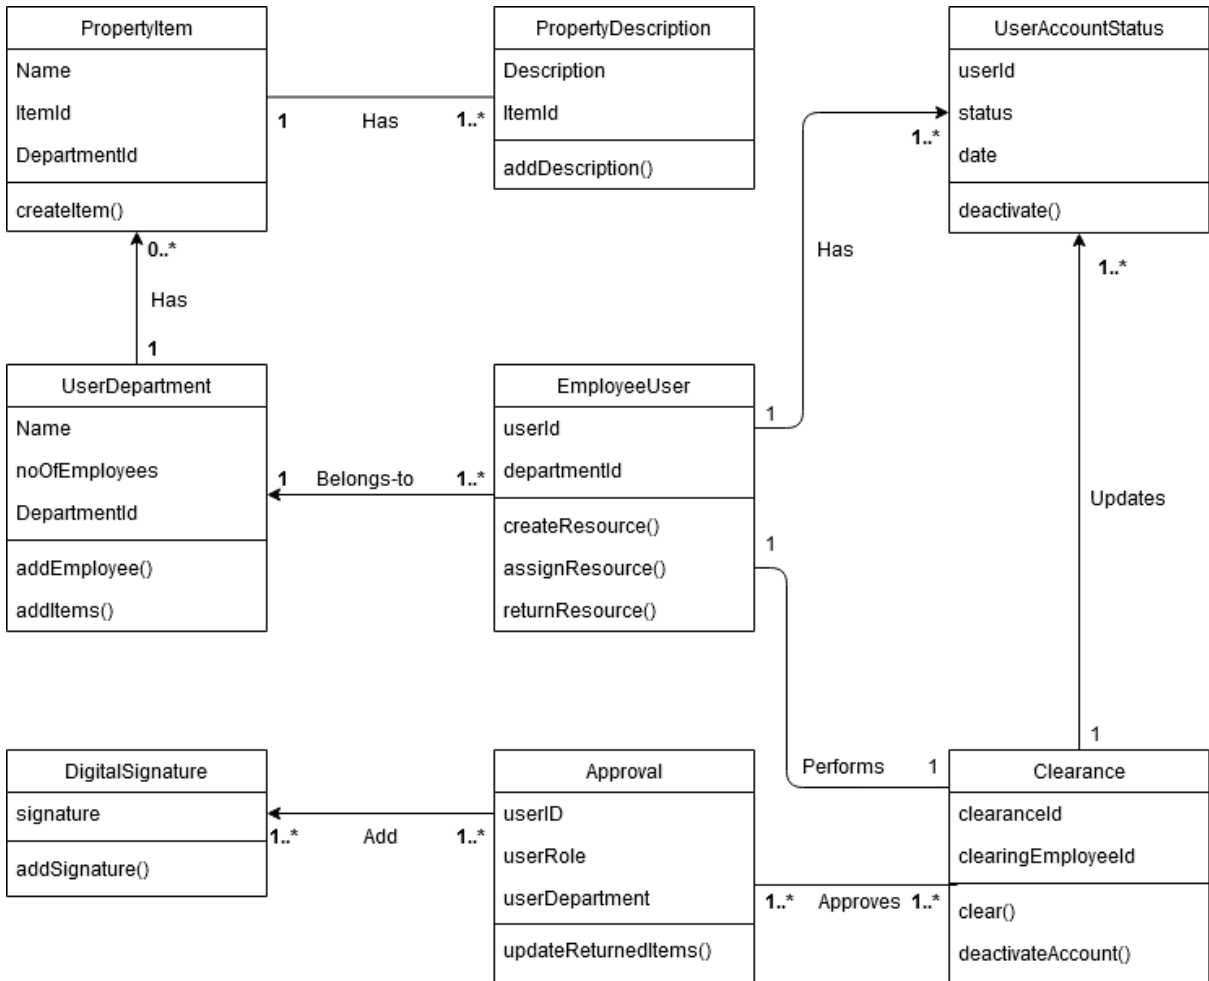 PropertyItem
Name
ItemId
DepartmentId
createItem()
1
Has
1..*
PropertyDescription
Description
ItemId
addDescription()
UserAccountStatus
userId
status
date
deactivate()
1..*
Has
1
0..*
Has
1
1..*
Updates
1
UserDepartment
Name
noOfEmployees
DepartmentId
addEmployee()
addItems()
1
Belongs-to
1..*
EmployeeUser
userId
departmentId
createResource()
assignResource()
returnResource()
1
Performs
1
DigitalSignature
signature
addSignature()
1..*
Add
1..*
Approval
userID
userRole
userDepartment
updateReturnedItems()
1..*
Approves
1..*
Clearance
clearanceId
clearingEmployeeId
clear()
deactivateAccount()